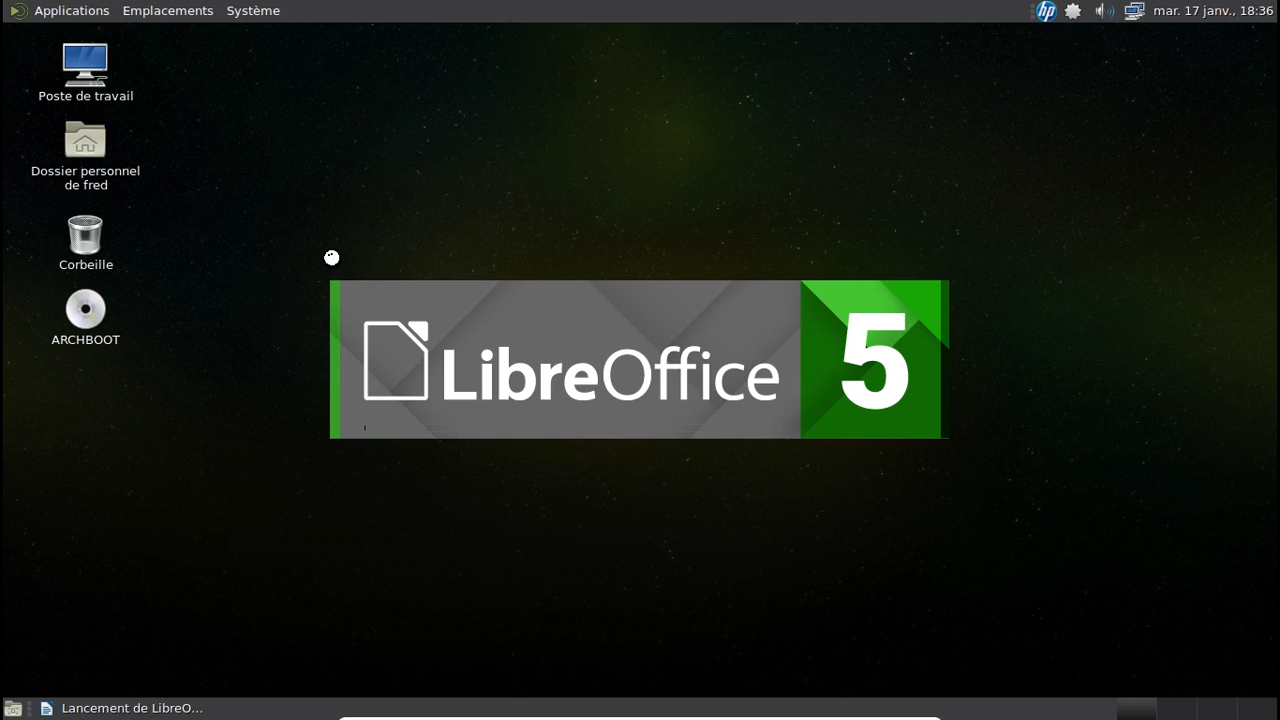 Applications Emplacements Système
hp mar. 17 janv., 18:36
Poste de travail
Dossier personnel
de fred
Corbeille
ARCHBOOT
LibreOffice 5
Lancement de LibreO...